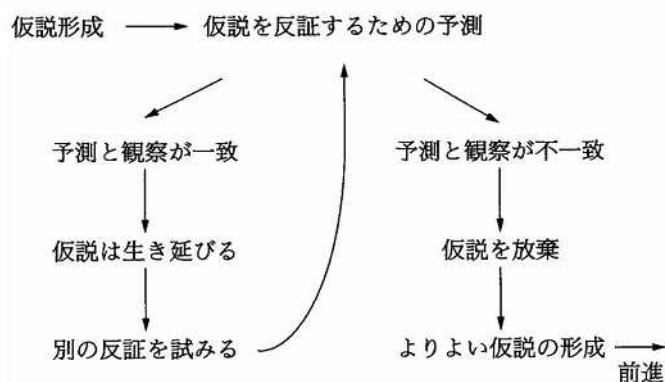 仮説形成
仮説を反証するための予測
予測と観察が一致
予測と観察が不一致
仮説は生き延びる
仮説を放棄
別の反証を試みる
よりよい仮説の形成
前進